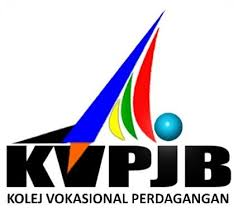 KVPJB
KOLEJ VOKASIONAL PERDAGANGAN